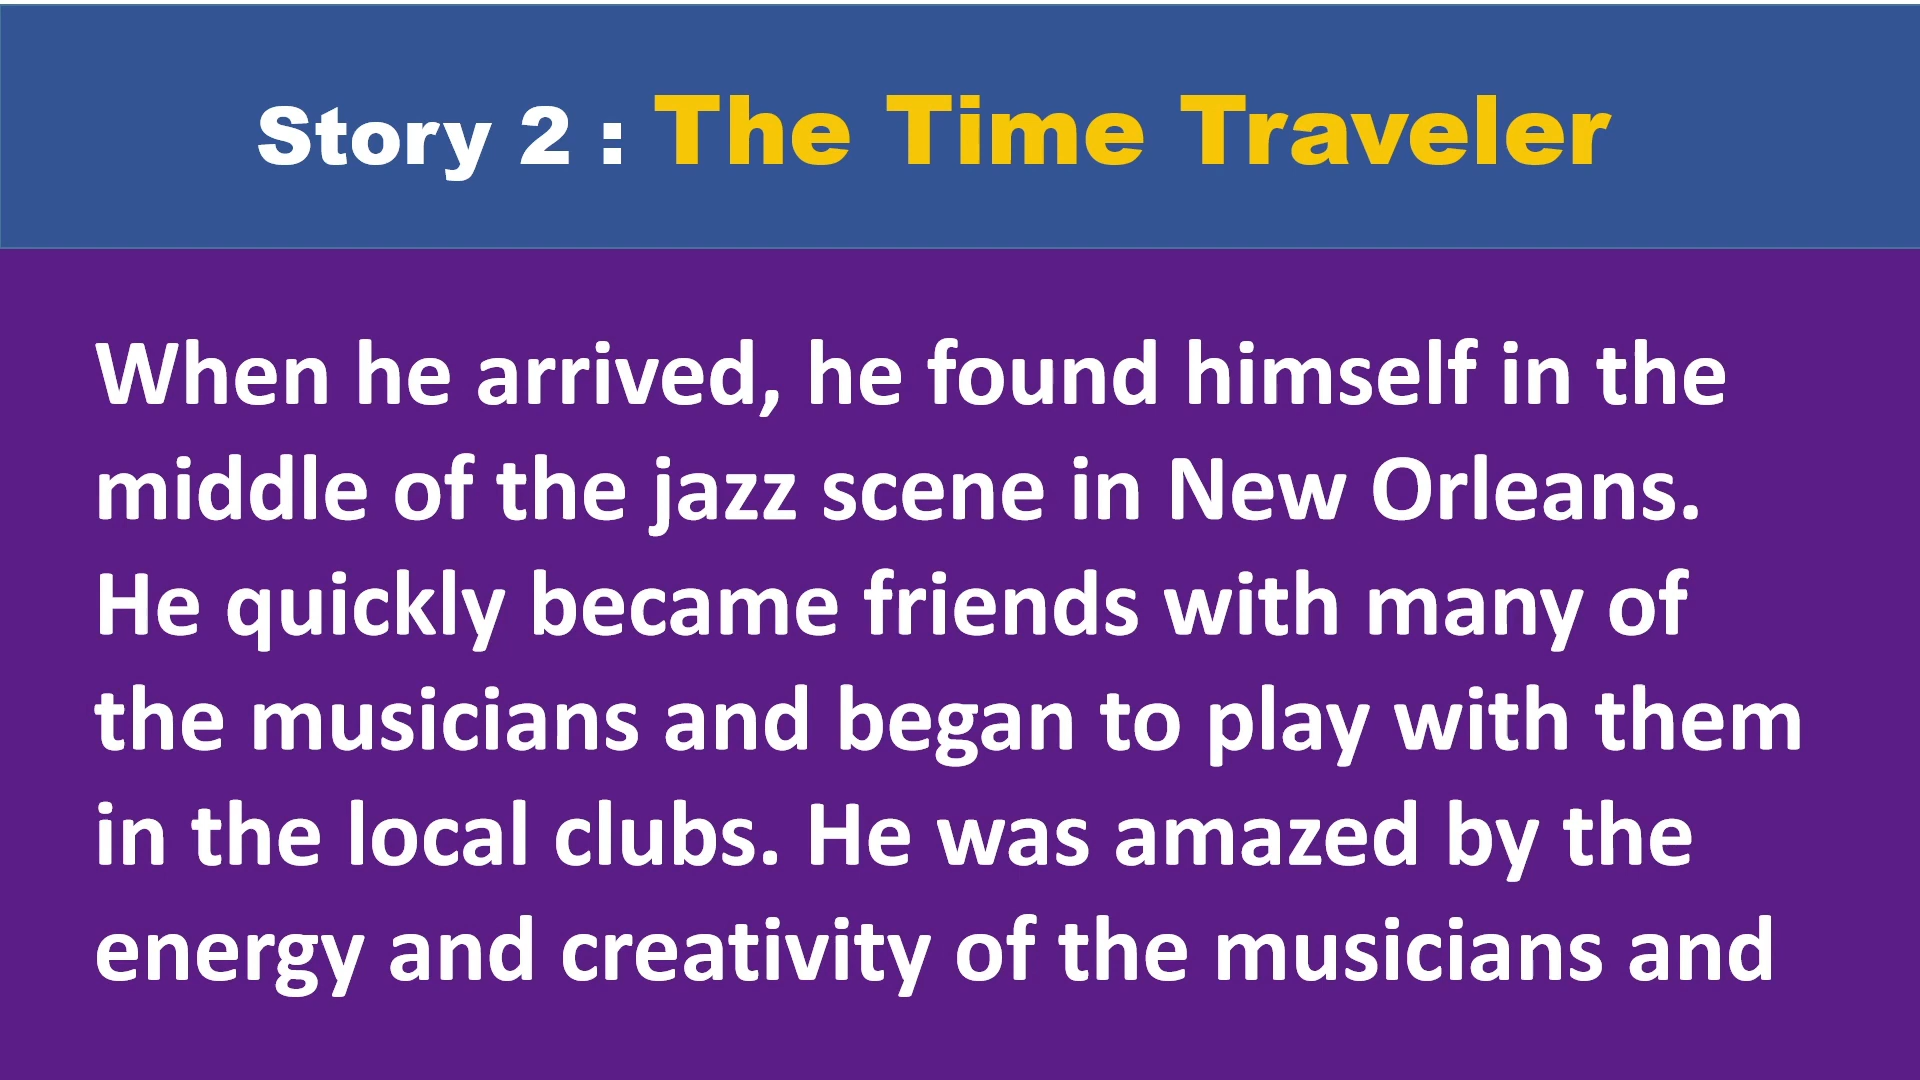 Story 2 : The Time Traveler
When he arrived, he found himself in the
middle of the jazz scene in New Orleans.
He quickly became friends with many of
the musicians and began to play with them
in the local clubs. He was amazed by the
energy and creativity of the musicians and